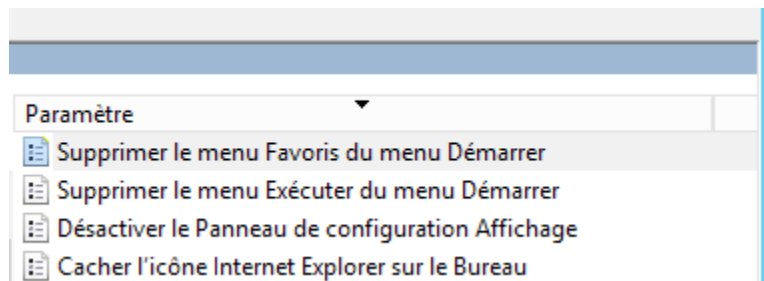 Paramètre
Supprimer le menu Favoris du menu Démarrer
Supprimer le menu Exécuter du menu Démarrer
Désactiver le Panneau de configuration Affichage
Cacher l'icône Internet Explorer sur le Bureau